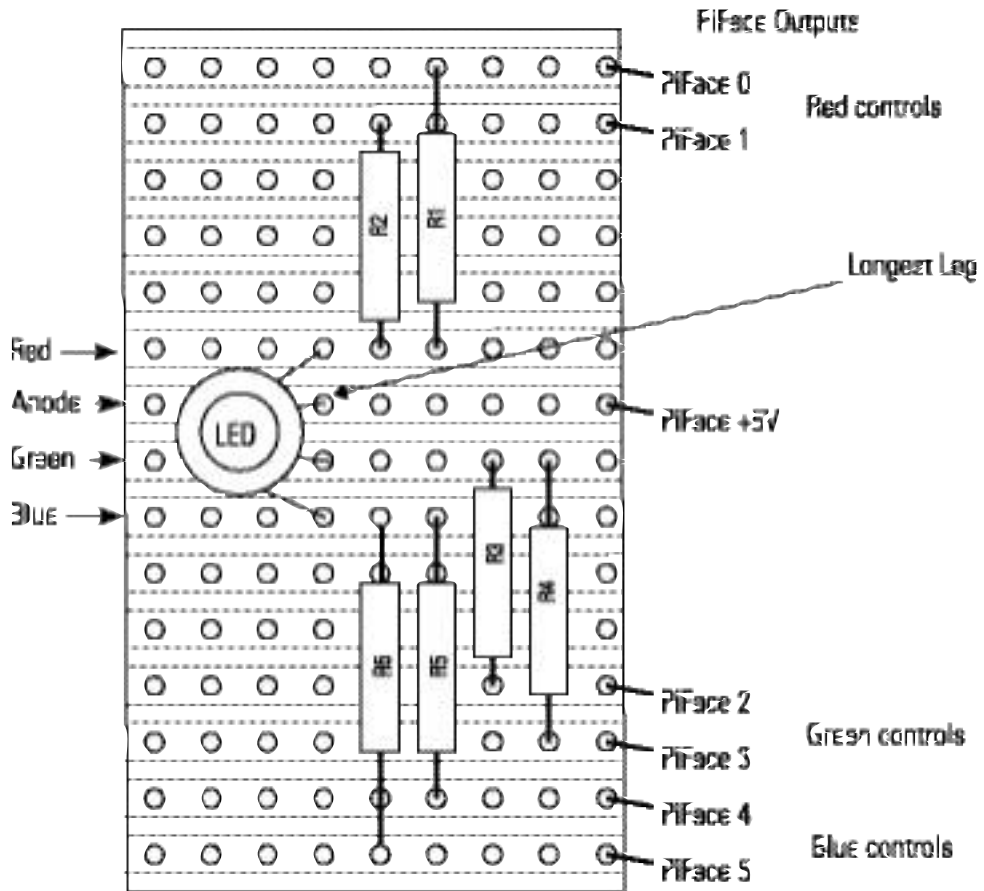 PiFace Outputs
PiFace 0
Red controls
PiFace 1
R2
R1
Longest Leg
Red
Anode
PiFace +5V
LED
Green
Blue
R3
R4
R6
R5
PiFace 2
Green controls
PiFace 3
PiFace 4
Blue controls
PiFace 5